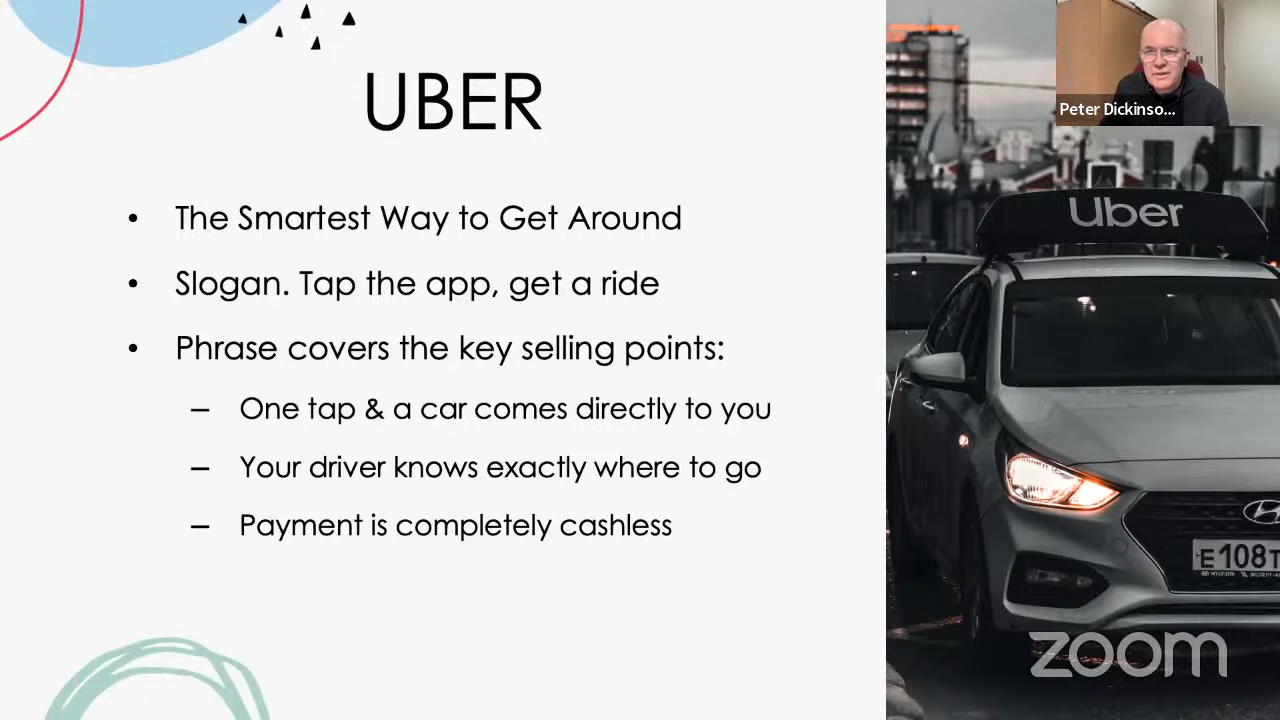 UBER
• The Smartest Way to Get Around
• Slogan. Tap the app, get a ride
• Phrase covers the key selling points:
– One tap & a car comes directly to you
– Your driver knows exactly where to go
– Payment is completely cashless
Peter Dickinso...
Uber
E108T
HYUNDAI
zoom